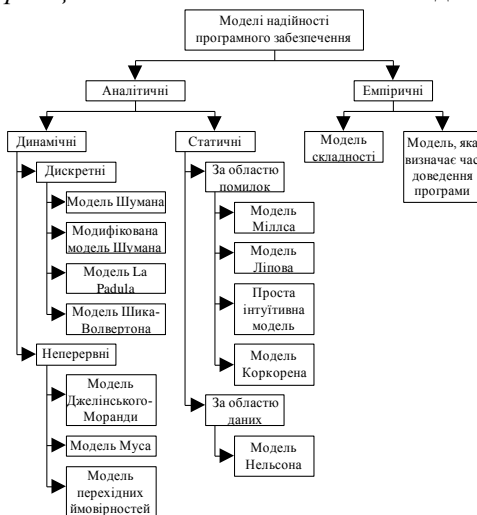 Моделі надійності
програмного забезпечення
Аналітичні
Емпіричні
Динамічні
Статичні
Модель
складності
Модель, яка
визначає час
доведення
програми
Дискретні
Модель Шумана
Модифікована
модель Шумана
Модель La
Padula
Модель Шика-
Волвертона
Неперервні
Модель
Джелінського-
Моранди
Модель Муса
Модель
перехідних
ймовірностей
За областю
помилок
Модель
Міллса
Модель
Ліпова
Проста
інтуїтивна
модель
Модель
Коркорена
За областю
даних
Модель
Нельсона